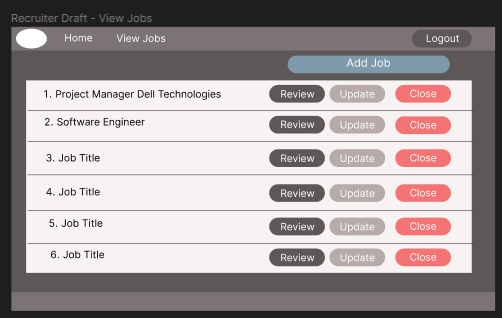 Recruiter Draft - View Jobs
Home View Jobs Logout
Add Job
1. Project Manager Dell Technologies Review Update Close
2. Software Engineer Review Update Close
3. Job Title Review Update Close
4. Job Title Review Update Close
5. Job Title Review Update Close
6. Job Title Review Update Close